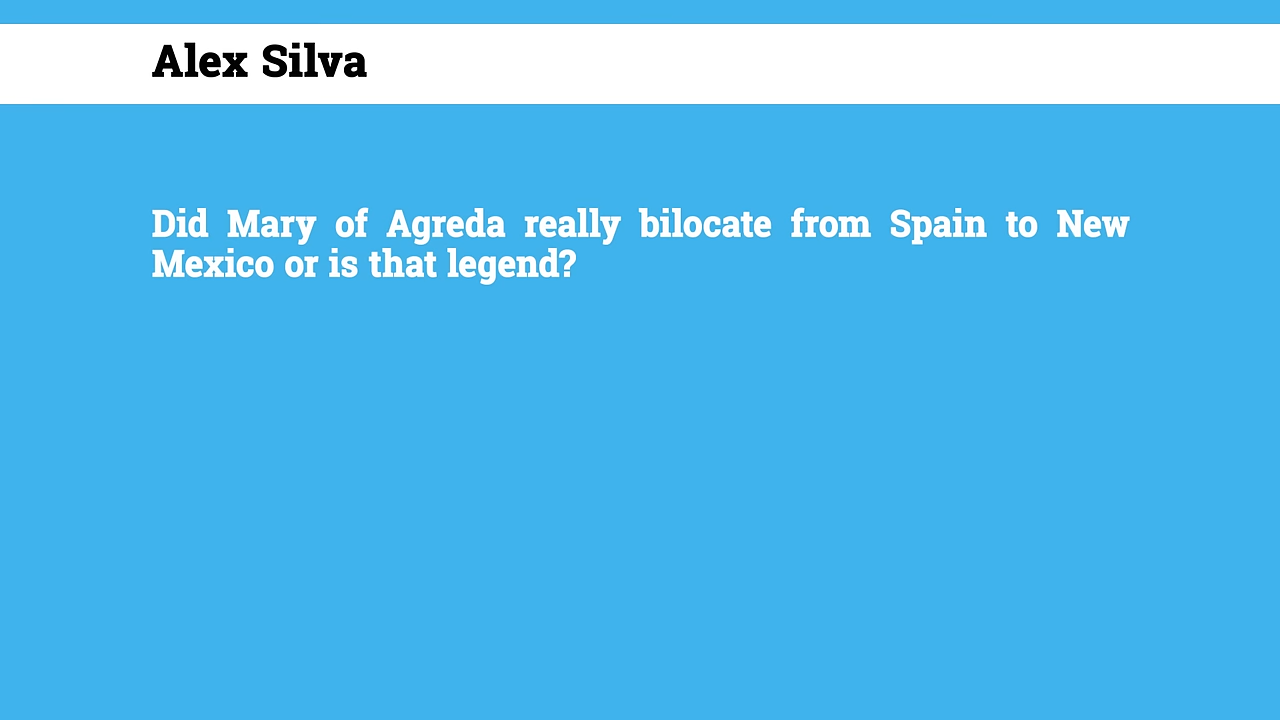 Alex Silva
Did Mary of Agreda really bilocate from Spain to New
Mexico or is that legend?